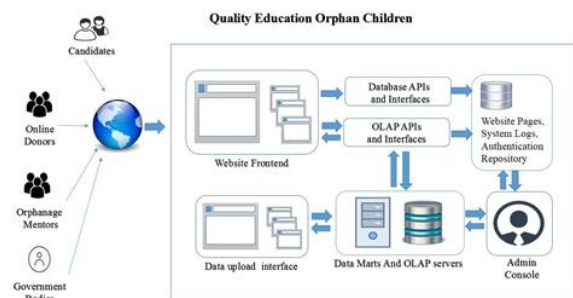 Quality Education Orphan Children
Candidates
Online
Donors
Orphanage
Mentors
Government
Website Frontend
Database APIs
and Interfaces
OLAP APIs
and Interfaces
Website Pages,
System Logs,
Authentication
Repository
Data upload interface
Data Marts And OLAP servers
Admin
Console